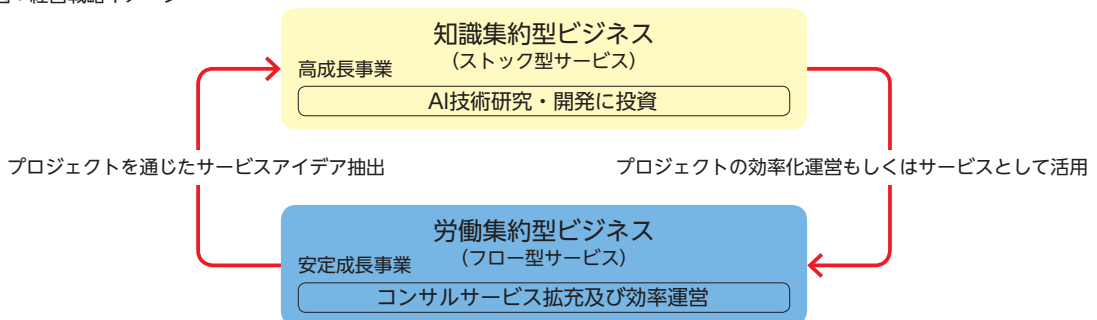 知識集約型ビジネス
（ストック型サービス）
高成長事業
AI技術研究・開発に投資
プロジェクトを通じたサービスアイデア抽出
プロジェクトの効率化運営もしくはサービスとして活用
労働集約型ビジネス
（フロー型サービス）
安定成長事業
コンサルサービス拡充及び効率運営